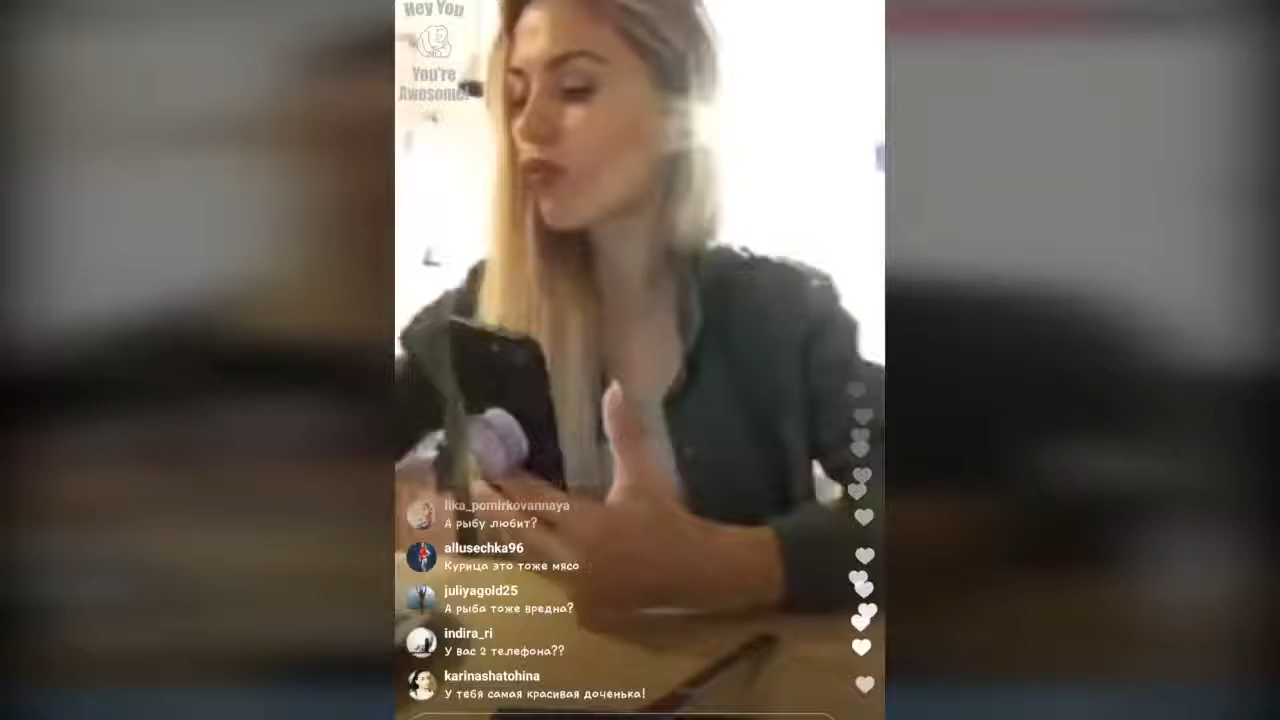 Hey You
You're
Awesome!
lika_pomirkovannaya
А рыбу любит?
allusechka96
Курица это тоже мясо
juliyagold25
А рыба тоже вредна?
indira_ri
У вас 2 телефона??
karinashatohina
У тебя самая красивая доченька!